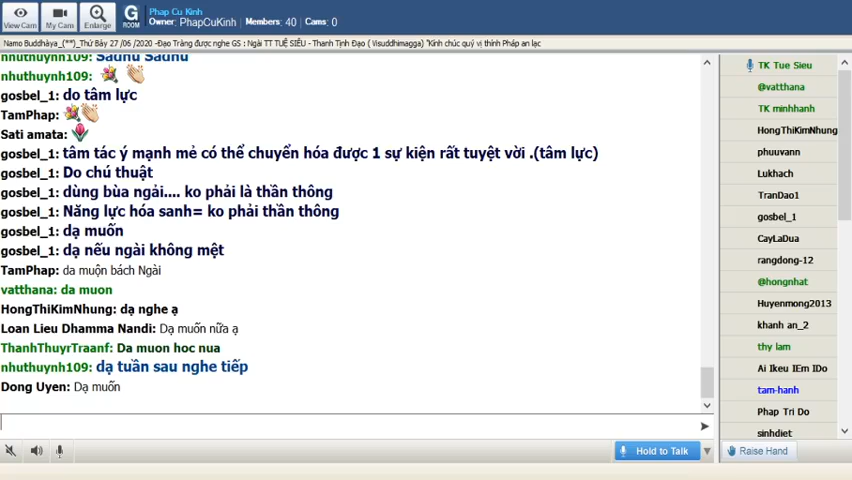 Phap Cu Kinh
Owner: PhapCuKinh Members: 40 Cams: 0
View Cam
My Cam
Enlarge
G
ROOM
Namo Buddhàya_(**)_Thứ Bảy 27 /06 /2020 -Đạo Tràng được nghe GS : Ngài TT TUỆ SIÊU - Thanh Tịnh Đạo ( Visuddhimagga) "Kính chúc quý vị thính Pháp an lạc
nhuthuynh109: Sadhu Sadhu
nhuthuynh109:
gosbel_1: do tâm lực
TamPhap:
Sati amata:
gosbel_1: tâm tác ý mạnh mẻ có thể chuyển hóa được 1 sự kiện rất tuyệt vời .(tâm lực)
gosbel_1: Do chú thuật
gosbel_1: dùng bùa ngải.... ko phải là thần thông
gosbel_1: Năng lực hóa sanh= ko phải thần thông
gosbel_1: dạ muốn
gosbel_1: dạ nếu ngài không mệt
TamPhap: da muộn bách Ngài
vatthana: da muon
HongThiKimNhung: dạ nghe ạ
Loan Lieu Dhamma Nandi: Dạ muốn nữa ạ
ThanhThuyrTraanf: Da muon hoc nua
nhuthuynh109: dạ tuần sau nghe tiếp
Dong Uyen: Dạ muốn
TK Tue Sieu
@vatthana
TK minhhanh
HongThiKimNhung
phuuvann
Lukhach
TranDao1
gosbel_1
CayLaDua
rangdong-12
@hongnhat
Huyenmong2013
khanh an_2
thy lam
Ai Ikeu IEm IDo
tam-hanh
Phap Tri Do
sinhdiet
Hold to Talk
Raise Hand